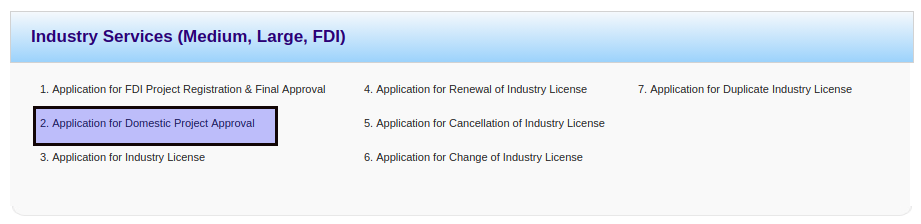 Industry Services (Medium, Large, FDI)
1. Application for FDI Project Registration & Final Approval
2. Application for Domestic Project Approval
3. Application for Industry License
4. Application for Renewal of Industry License
5. Application for Cancellation of Industry License
6. Application for Change of Industry License
7. Application for Duplicate Industry License